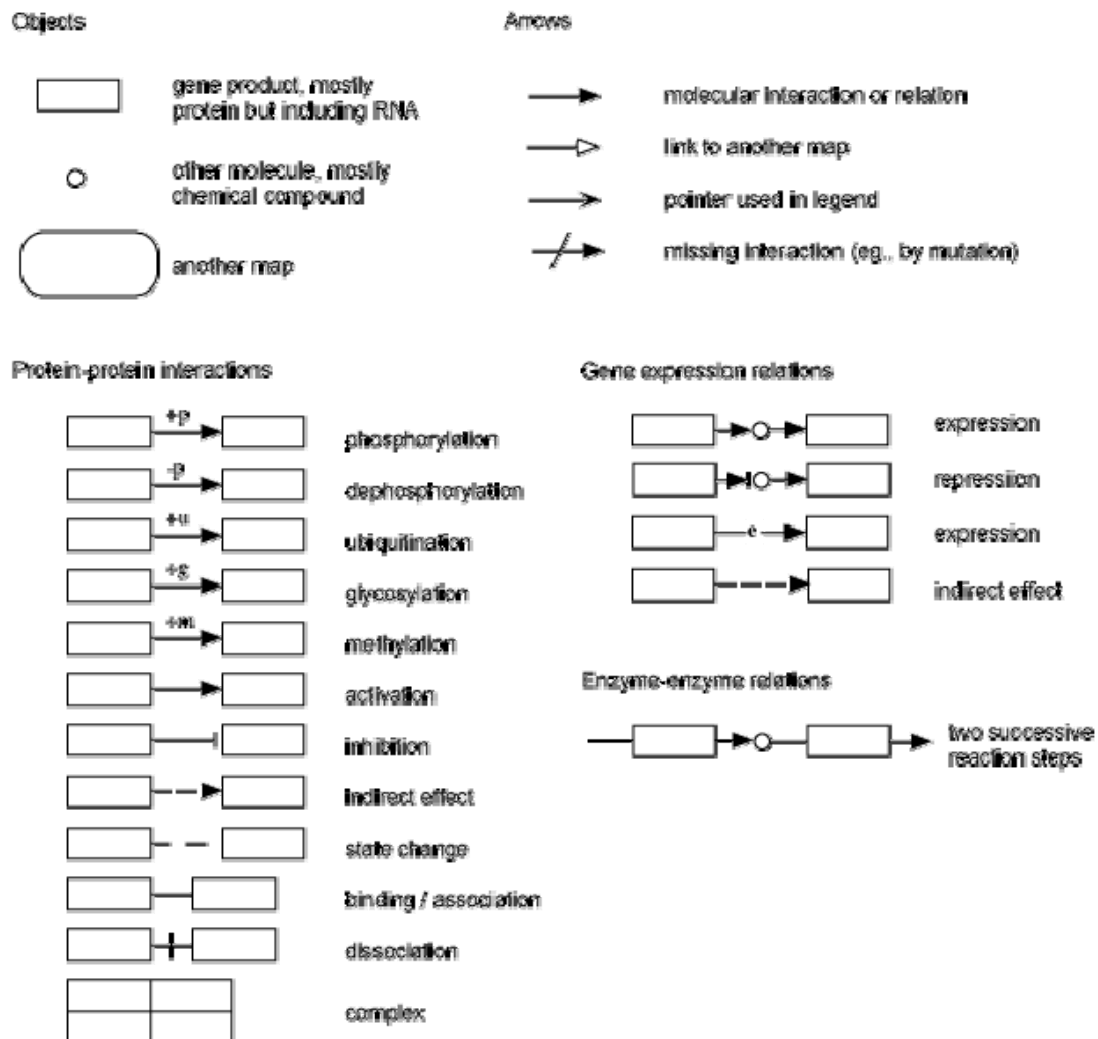 Objects
gene product, mostly
protein but including RNA
other molecule, mostly
chemical compound
another map
Arrows
molecular interaction or relation
link to another map
pointer used in legend
missing interaction (eg., by mutation)
Protein-protein interactions
+p
phosphorylation
-p
dephosphorylation
+u
ubiquitination
+g
glycosylation
+m
methylation
activation
inhibition
indirect effect
state change
binding / association
dissociation
complex
Gene expression relations
expression
repressiion
e
expression
indirect effect
Enzyme-enzyme relations
two successive
reaction steps